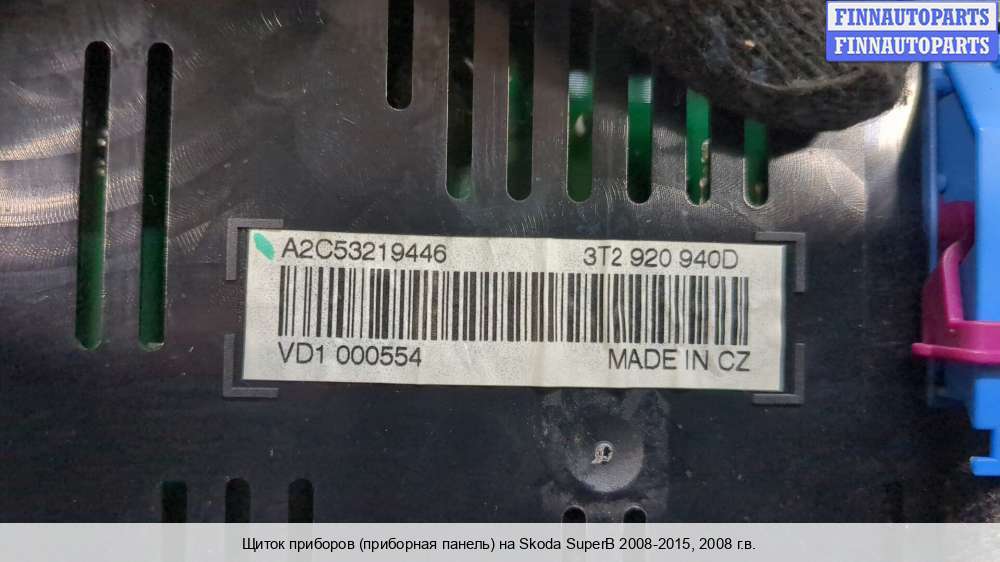 FINNAUTOPARTS
FINNAUTOPARTS
A2C53219446 3T2 920 940D
VD1 000554 MADE IN CZ
Щиток приборов (приборная панель) на Skoda SuperB 2008-2015, 2008 г.в.